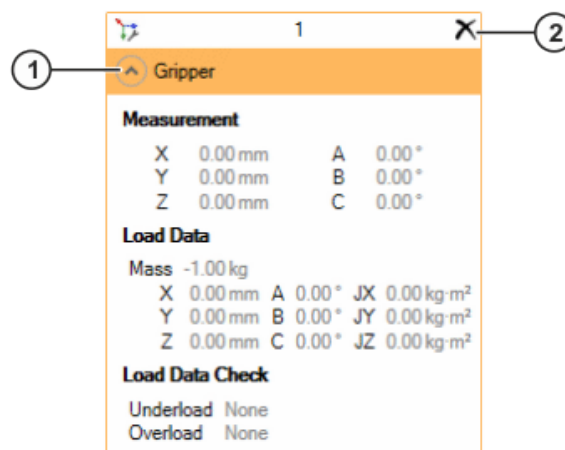 1
2
1
Gripper
Measurement
X 0.00 mm A 0.00 °
Y 0.00 mm B 0.00 °
Z 0.00 mm C 0.00 °
Load Data
Mass -1.00 kg
X 0.00 mm A 0.00 ° JX 0.00 kg·m²
Y 0.00 mm B 0.00 ° JY 0.00 kg·m²
Z 0.00 mm C 0.00 ° JZ 0.00 kg·m²
Load Data Check
Underload None
Overload None